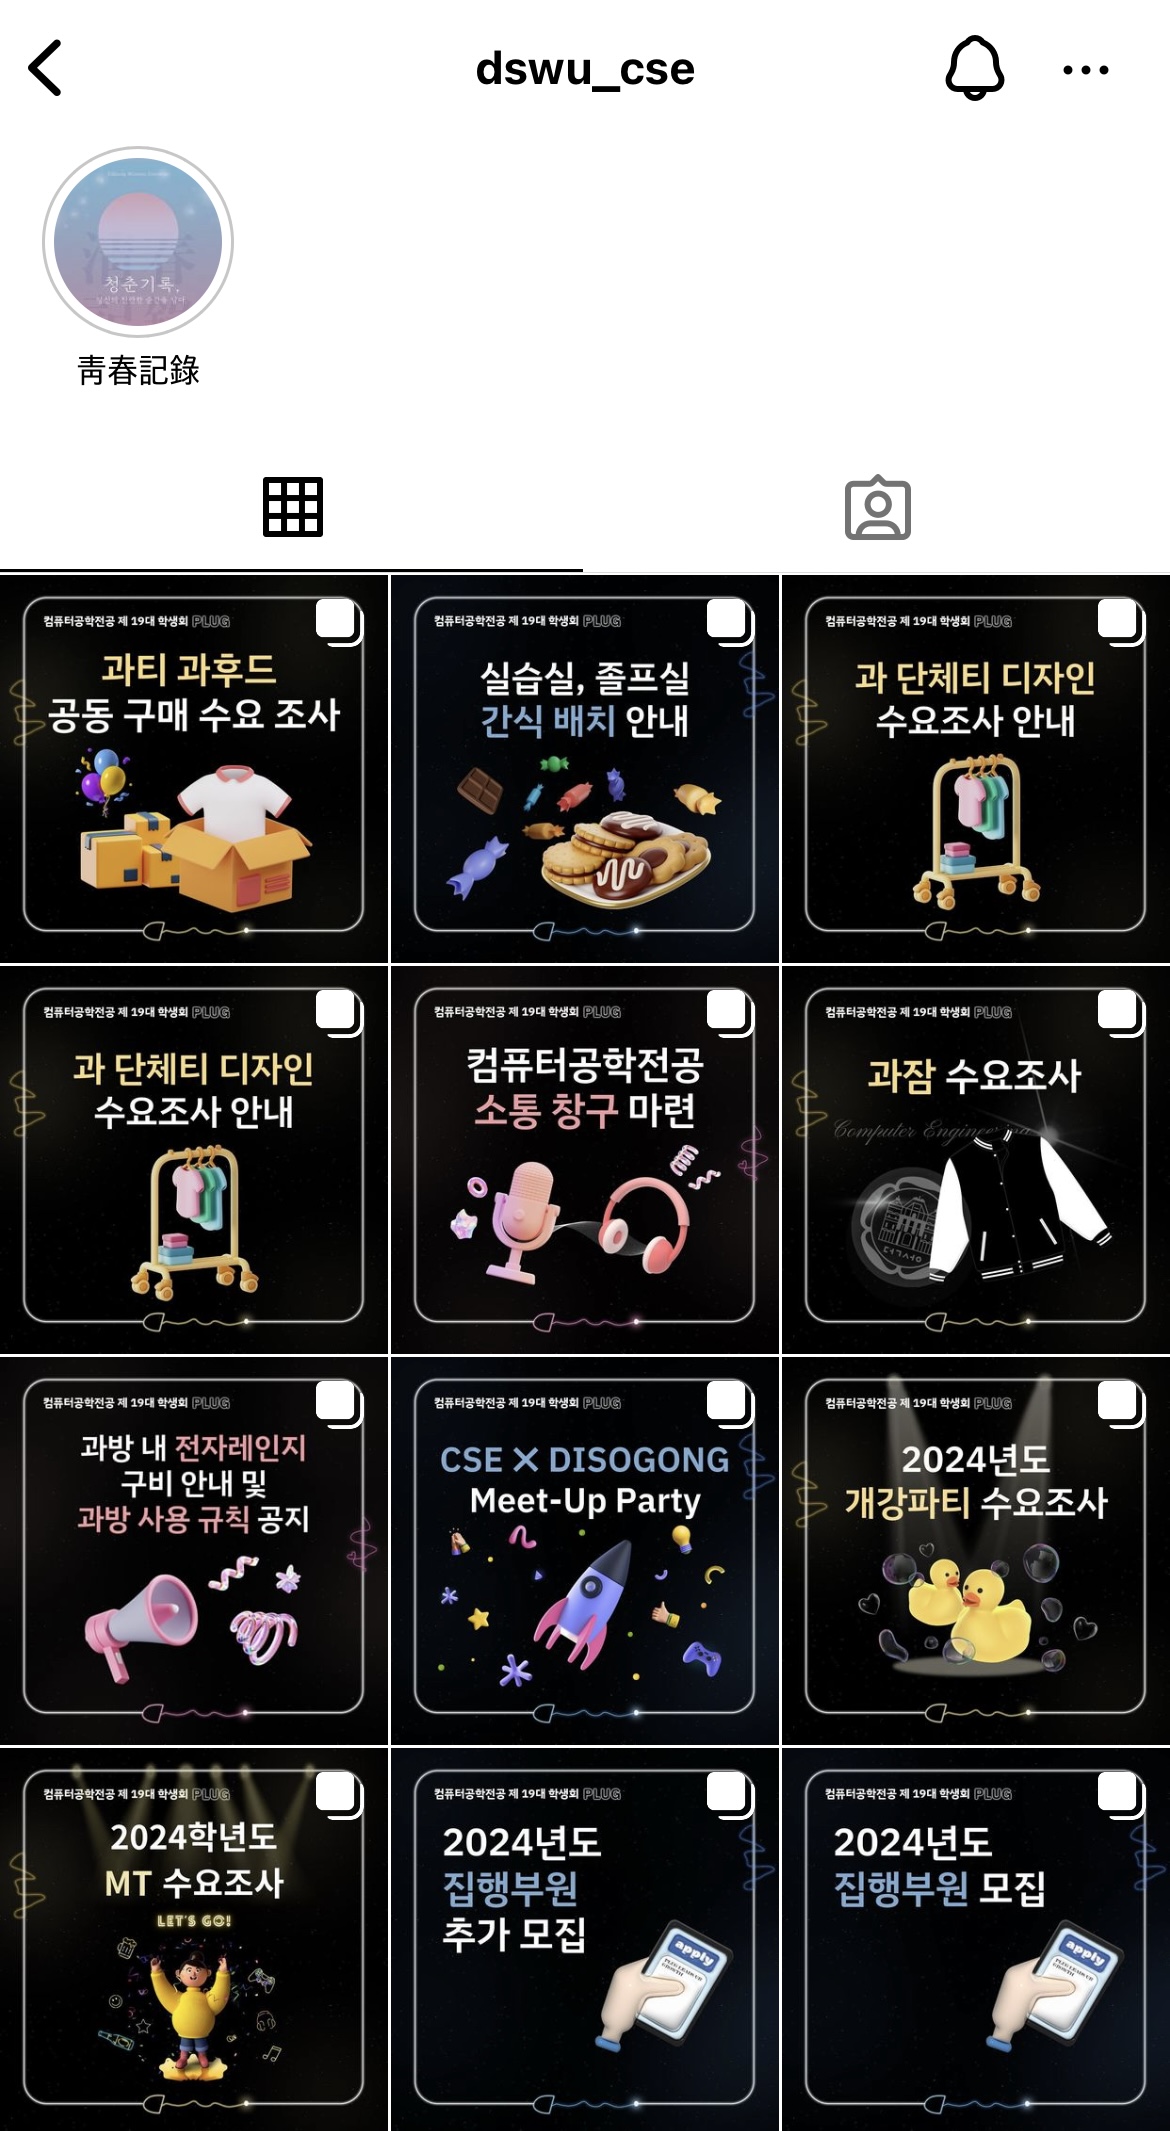 dswu_cse
청춘기록,
靑春記錄
컴퓨터공학전공 제 19대 학생회 PLUG
과티 과후드
공동 구매 수요 조사
컴퓨터공학전공 제 19대 학생회 PLUG
실습실, 졸프실
간식 배치 안내
컴퓨터공학전공 제 19대 학생회 PLUG
과 단체티 디자인
수요조사 안내
컴퓨터공학전공 제 19대 학생회 PLUG
과 단체티 디자인
수요조사 안내
컴퓨터공학전공 제 19대 학생회 PLUG
컴퓨터공학전공
소통 창구 마련
컴퓨터공학전공 제 19대 학생회 PLUG
과잠 수요조사
Computer Engineering
컴퓨터공학전공 제 19대 학생회 PLUG
과방 내 전자레인지
구비 안내 및
과방 사용 규칙 공지
컴퓨터공학전공 제 19대 학생회 PLUG
CSE X DISOGONG
Meet-Up Party
컴퓨터공학전공 제 19대 학생회 PLUG
2024년도
개강파티 수요조사
컴퓨터공학전공 제 19대 학생회 PLUG
2024학년도
MT 수요조사
LET'S GO!
컴퓨터공학전공 제 19대 학생회 PLUG
2024년도
집행부원
추가 모집
apply
컴퓨터공학전공 제 19대 학생회 PLUG
2024년도
집행부원 모집
apply